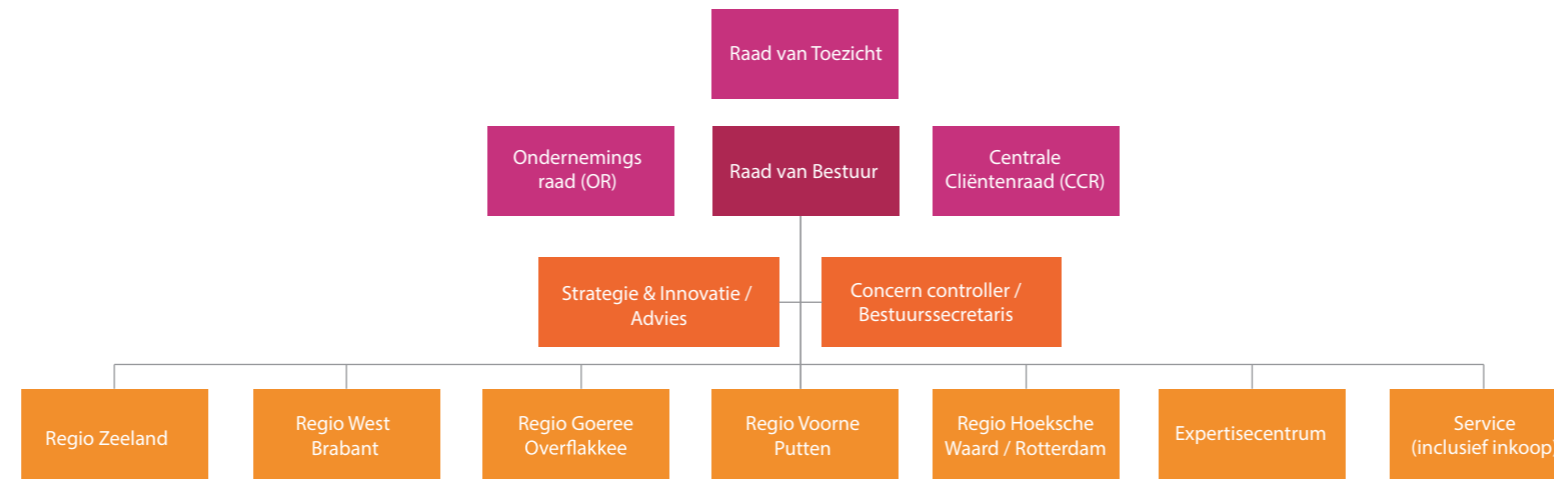 Raad van Toezicht
Ondernemings
raad (OR)
Raad van Bestuur
Centrale
Cliëntenraad (CCR)
Strategie & Innovatie /
Advies
Concern controller /
Bestuurssecretaris
Regio Zeeland
Regio West
Brabant
Regio Goeree
Overflakkee
Regio Voorne
Putten
Regio Hoeksche
Waard / Rotterdam
Expertisecentrum
Service
(inclusief inkoop)